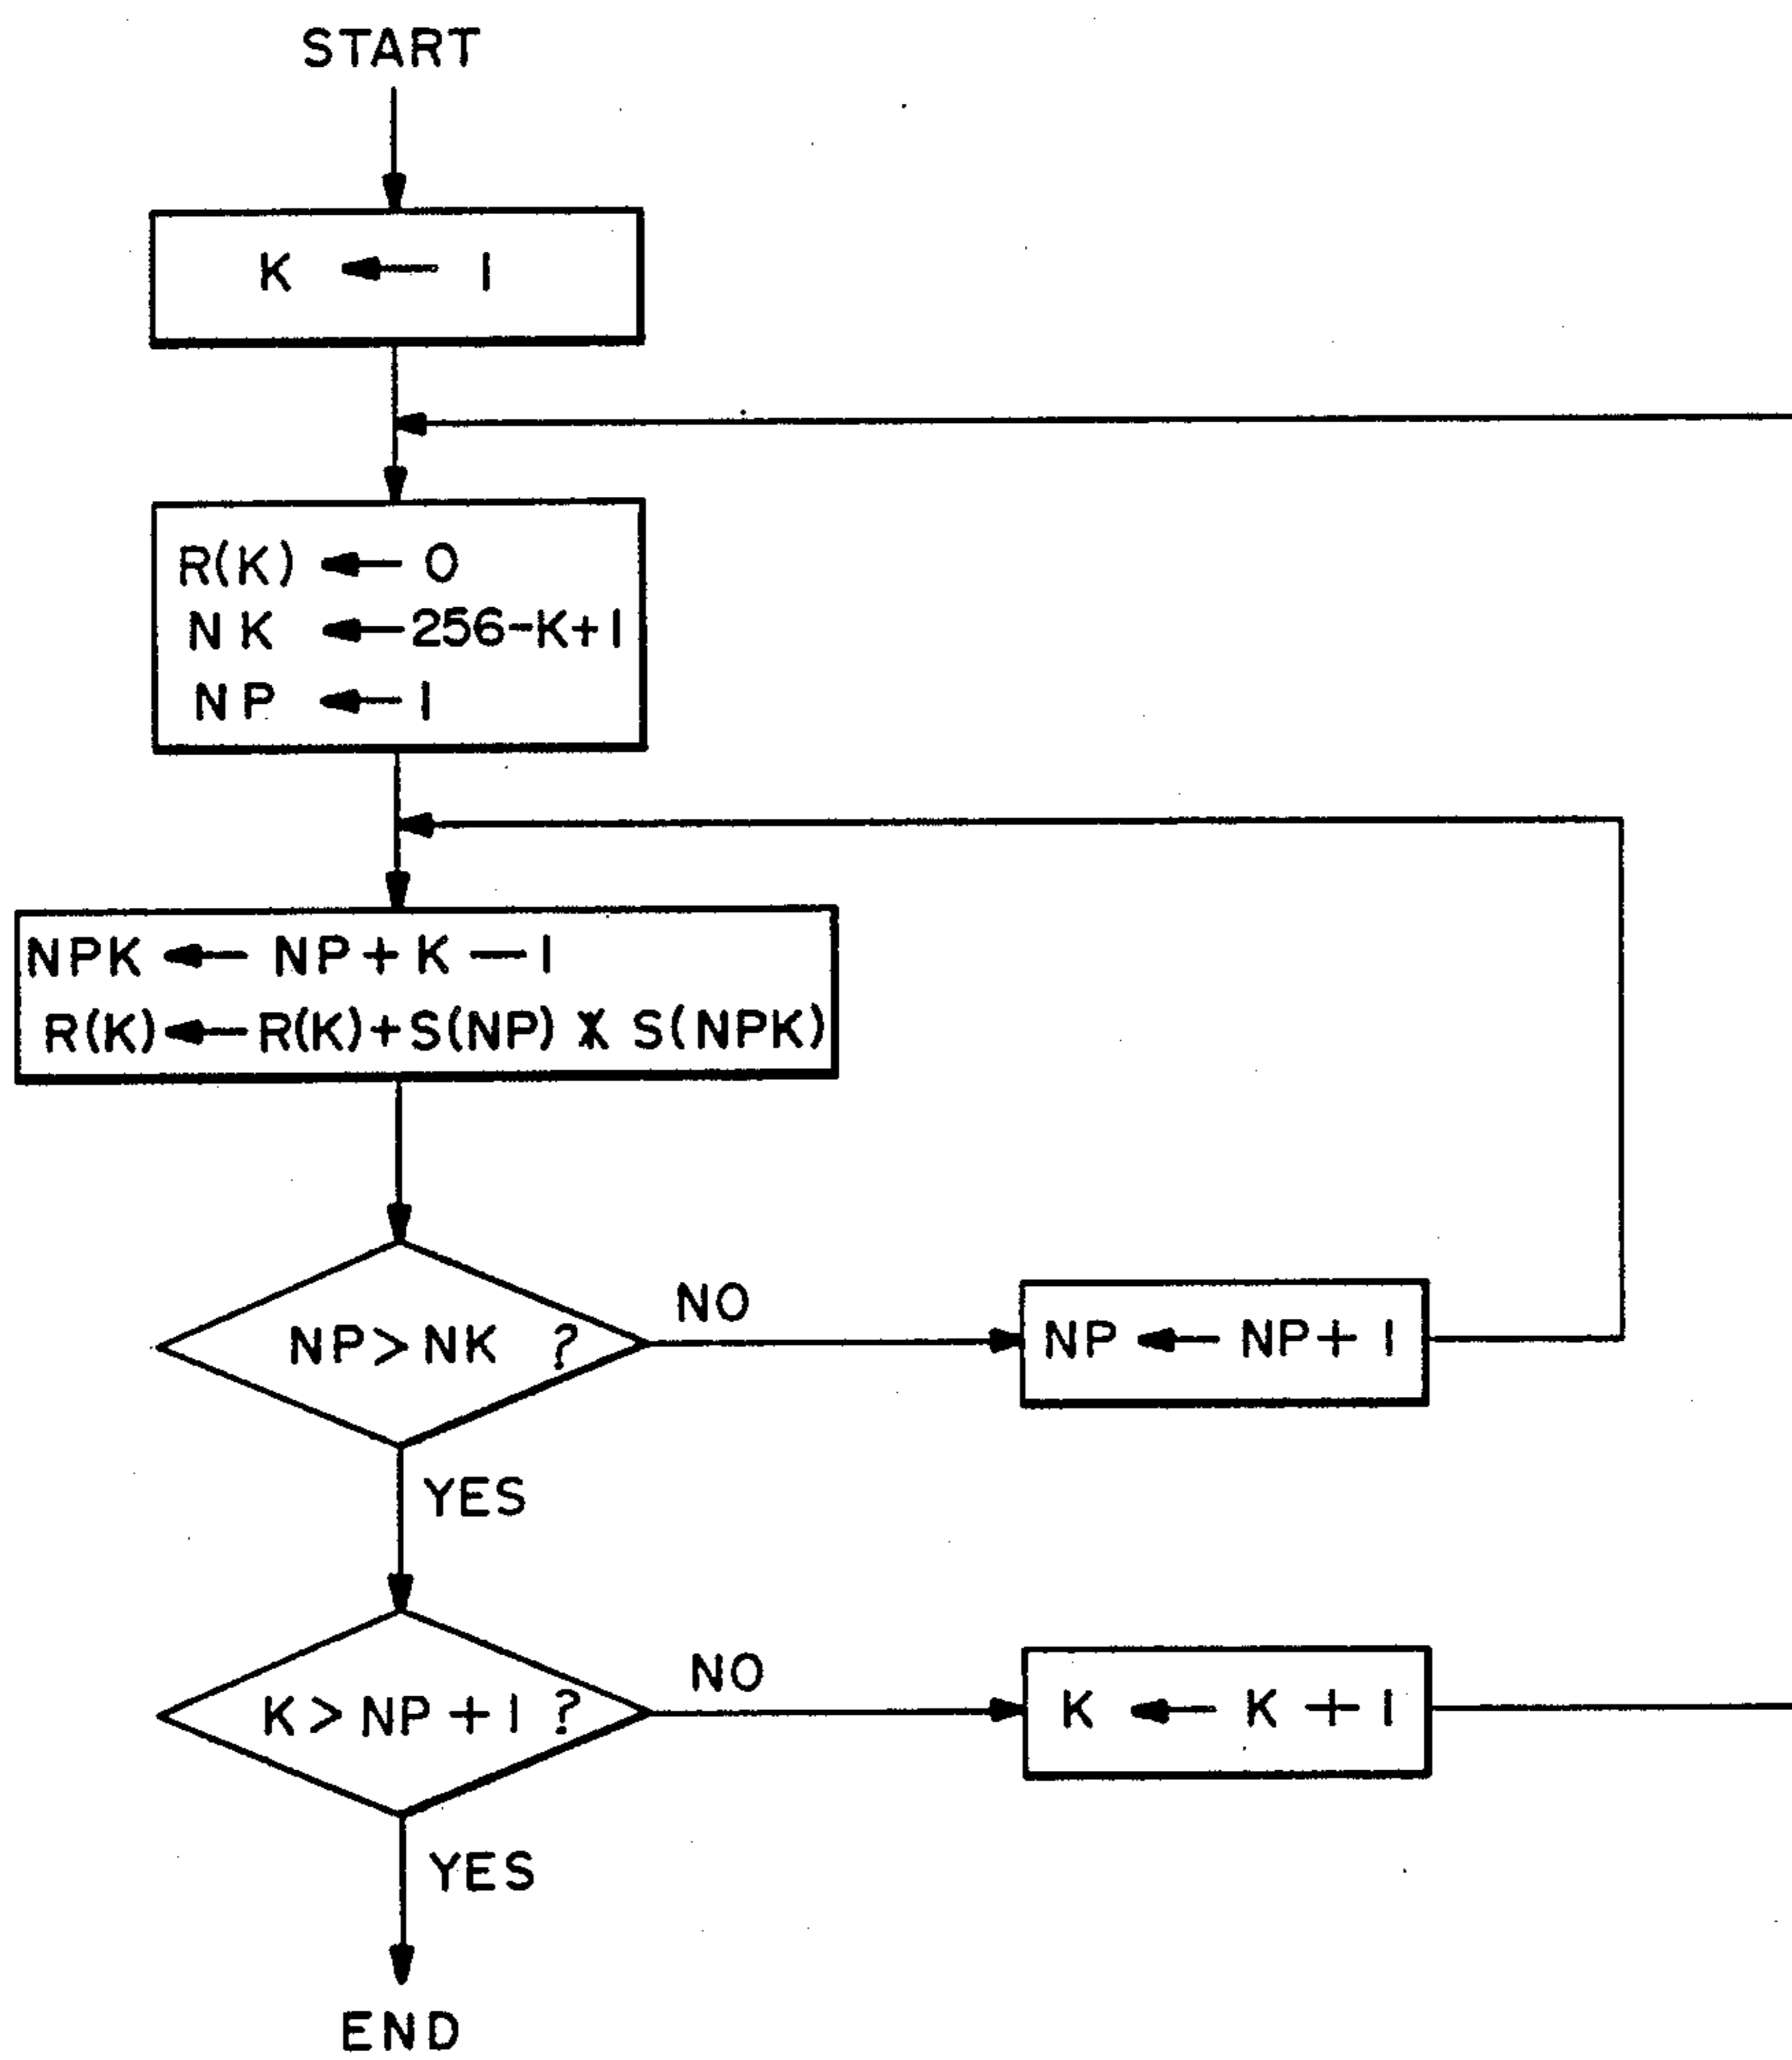 START
K ← 1
R(K) ← 0
NK ← 256-K+1
NP ← 1
NPK ← NP + K — 1
R(K) ← R(K) + S(NP) * S(NPK)
NP > NK ?
NO
NP ← NP + 1
YES
K > NP + 1 ?
NO
K ← K + 1
YES
END